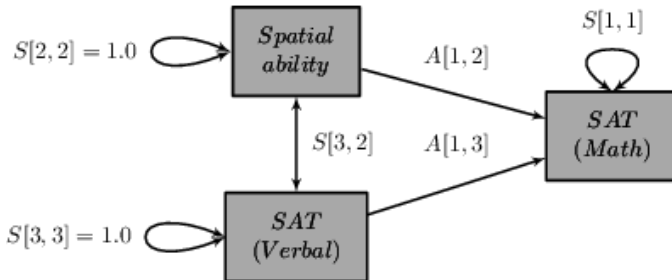 S[1, 1]
S[2, 2] = 1.0
Spatial
ability
A[1, 2]
SAT
(Math)
S[3, 2]
A[1, 3]
S[3, 3] = 1.0
SAT
(Verbal)